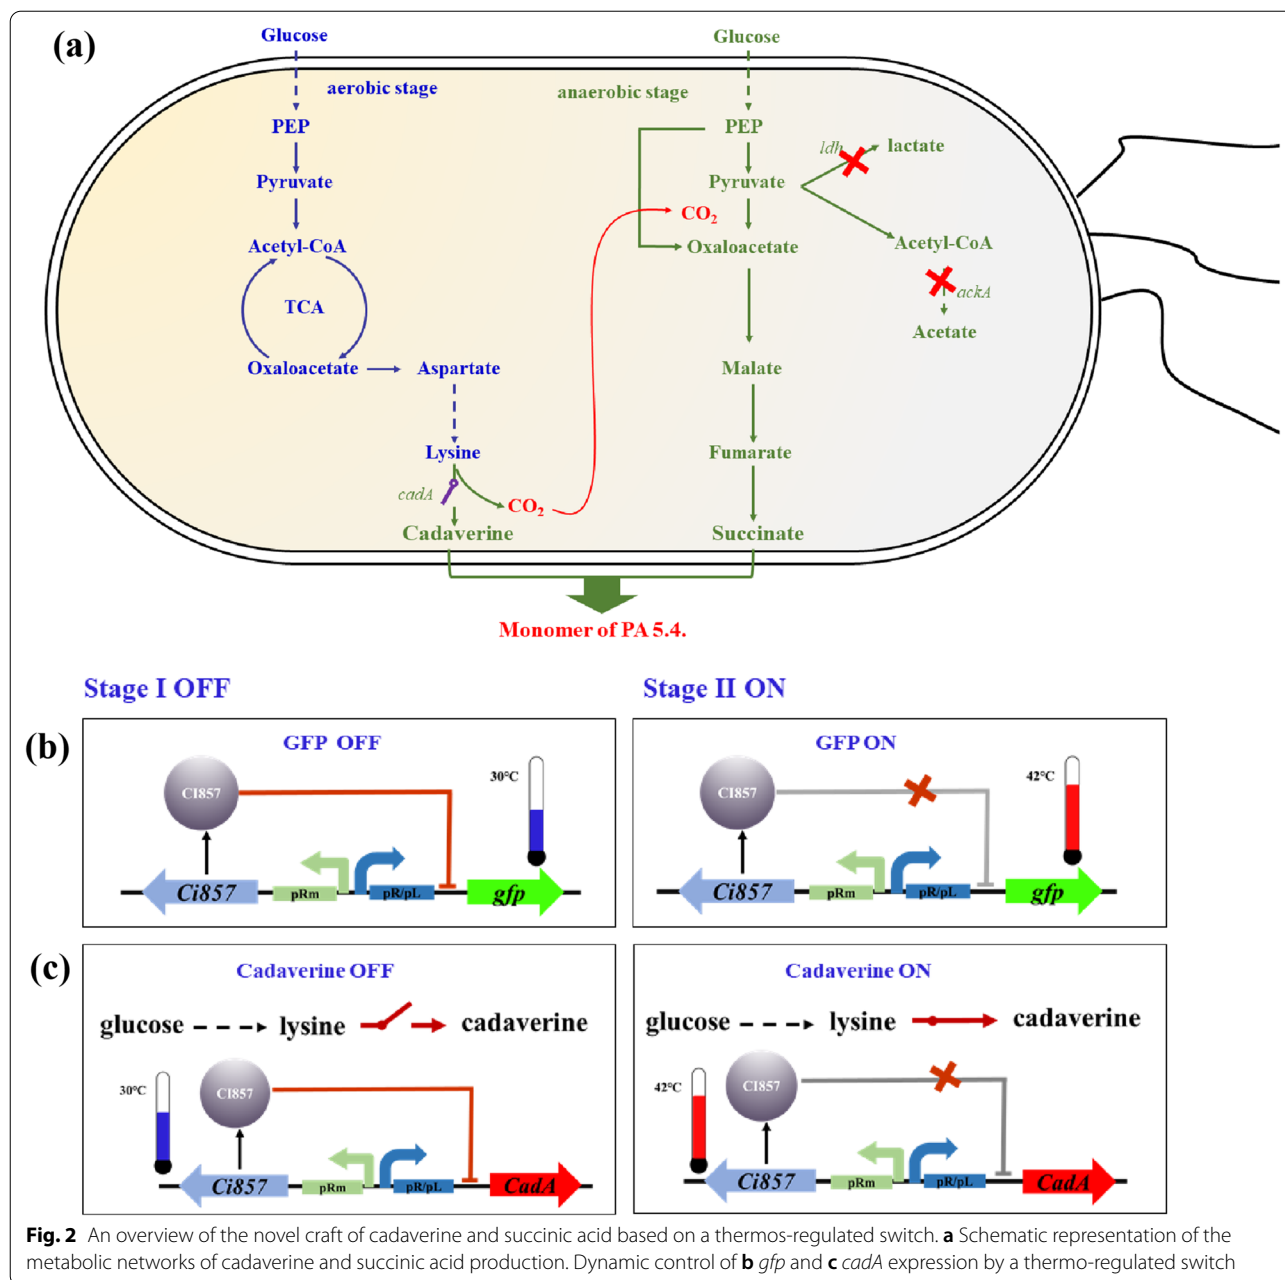 (a)
Glucose
Glucose
aerobic stage
anaerobic stage
PEP
PEP
ldh
lactate
Pyruvate
Pyruvate
CO2
Acetyl-CoA
Oxaloacetate
Acetyl-CoA
TCA
ackA
Acetate
Oxaloacetate
Aspartate
Malate
Lysine
Fumarate
cadA
CO2
Cadaverine
Succinate
Monomer of PA 5.4.
Stage I OFF
Stage II ON
(b)
GFP OFF
GFP ON
30°C
42°C
CI857
CI857
Ci857
pRm
pR/pL
gfp
Ci857
pRm
pR/pL
gfp
(c)
Cadaverine OFF
Cadaverine ON
glucose
lysine
cadaverine
glucose
lysine
cadaverine
30°C
CI857
42°C
CI857
Ci857
pRm
pR/pL
CadA
Ci857
pRm
pR/pL
CadA
Fig. 2 An overview of the novel craft of cadaverine and succinic acid based on a thermos-regulated switch. a Schematic representation of the
metabolic networks of cadaverine and succinic acid production. Dynamic control of b gfp and c cadA expression by a thermo-regulated switch